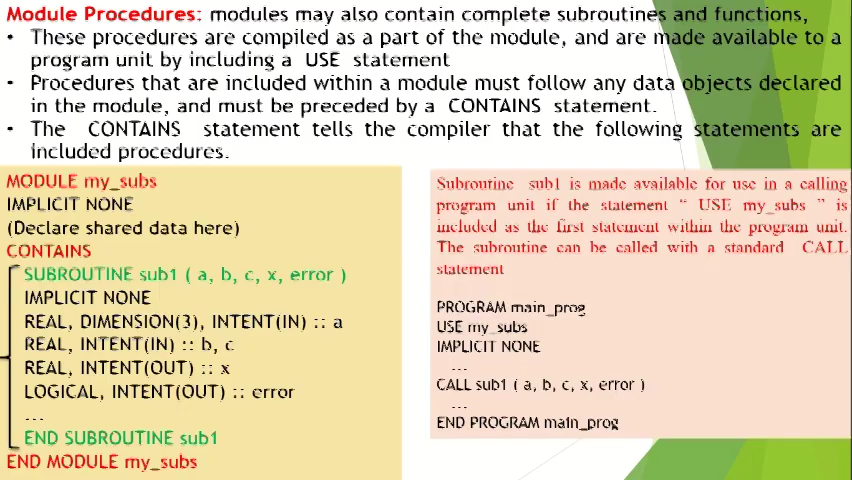 Module Procedures: modules may also contain complete subroutines and functions,
• These procedures are compiled as a part of the module, and are made available to a
program unit by including a USE statement
• Procedures that are included within a module must follow any data objects declared
in the module, and must be preceded by a CONTAINS statement.
• The CONTAINS statement tells the compiler that the following statements are
included procedures.
MODULE my_subs
IMPLICIT NONE
(Declare shared data here)
CONTAINS
SUBROUTINE sub1 ( a, b, c, x, error )
IMPLICIT NONE
REAL, DIMENSION(3), INTENT(IN) :: a
REAL, INTENT(IN) :: b, c
REAL, INTENT(OUT) :: x
LOGICAL, INTENT(OUT) :: error
...
END SUBROUTINE sub1
END MODULE my_subs
Subroutine sub1 is made available for use in a calling
program unit if the statement “ USE my_subs ” is
included as the first statement within the program unit.
The subroutine can be called with a standard CALL
statement
PROGRAM main_prog
USE my_subs
IMPLICIT NONE
...
CALL sub1 ( a, b, c, x, error )
...
END PROGRAM main_prog